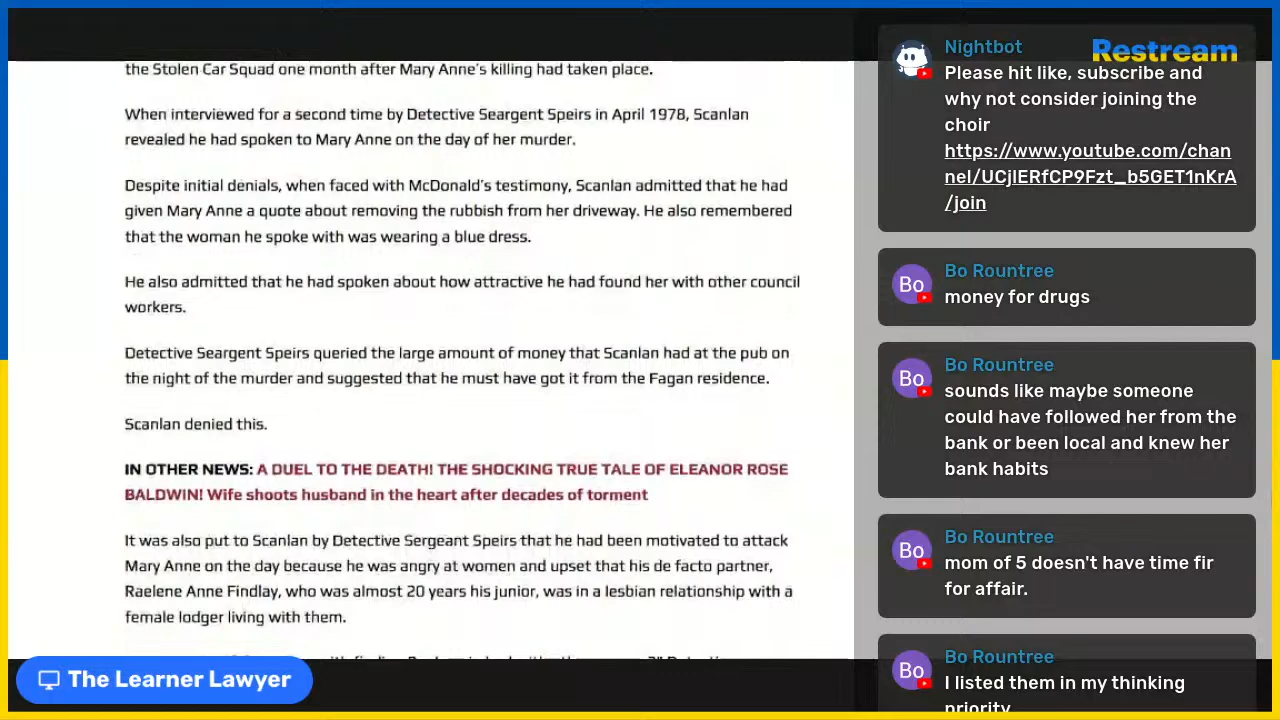 the Stolen Car Squad one month after Mary Anne's killing had taken place.
When interviewed for a second time by Detective Seargent Speirs in April 1978, Scanlan
revealed he had spoken to Mary Anne on the day of her murder.
Despite initial denials, when faced with McDonald's testimony, Scanlan admitted that he had
given Mary Anne a quote about removing the rubbish from her driveway. He also remembered
that the woman he spoke with was wearing a blue dress.
He also admitted that he had spoken about how attractive he had found her with other council
workers.
Detective Seargent Speirs queried the large amount of money that Scanlan had at the pub on
the night of the murder and suggested that he must have got it from the Fagan residence.
Scanlan denied this.
IN OTHER NEWS: A DUEL TO THE DEATH! THE SHOCKING TRUE TALE OF ELEANOR ROSE
BALDWIN! Wife shoots husband in the heart after decades of torment
It was also put to Scanlan by Detective Sergeant Speirs that he had been motivated to attack
Mary Anne on the day because he was angry at women and upset that his de facto partner,
Raelene Anne Findlay, who was almost 20 years his junior, was in a lesbian relationship with a
female lodger living with them.
The Learner Lawyer
Restream
Nightbot
Please hit like, subscribe and
why not consider joining the
choir
https://www.youtube.com/chan
nel/UCjlERfCP9Fzt_b5GET1nKrA
/join
Bo
Bo Rountree
money for drugs
Bo
Bo Rountree
sounds like maybe someone
could have followed her from the
bank or been local and knew her
bank habits
Bo
Bo Rountree
mom of 5 doesn't have time fir
for affair.
Bo
Bo Rountree
I listed them in my thinking
priority